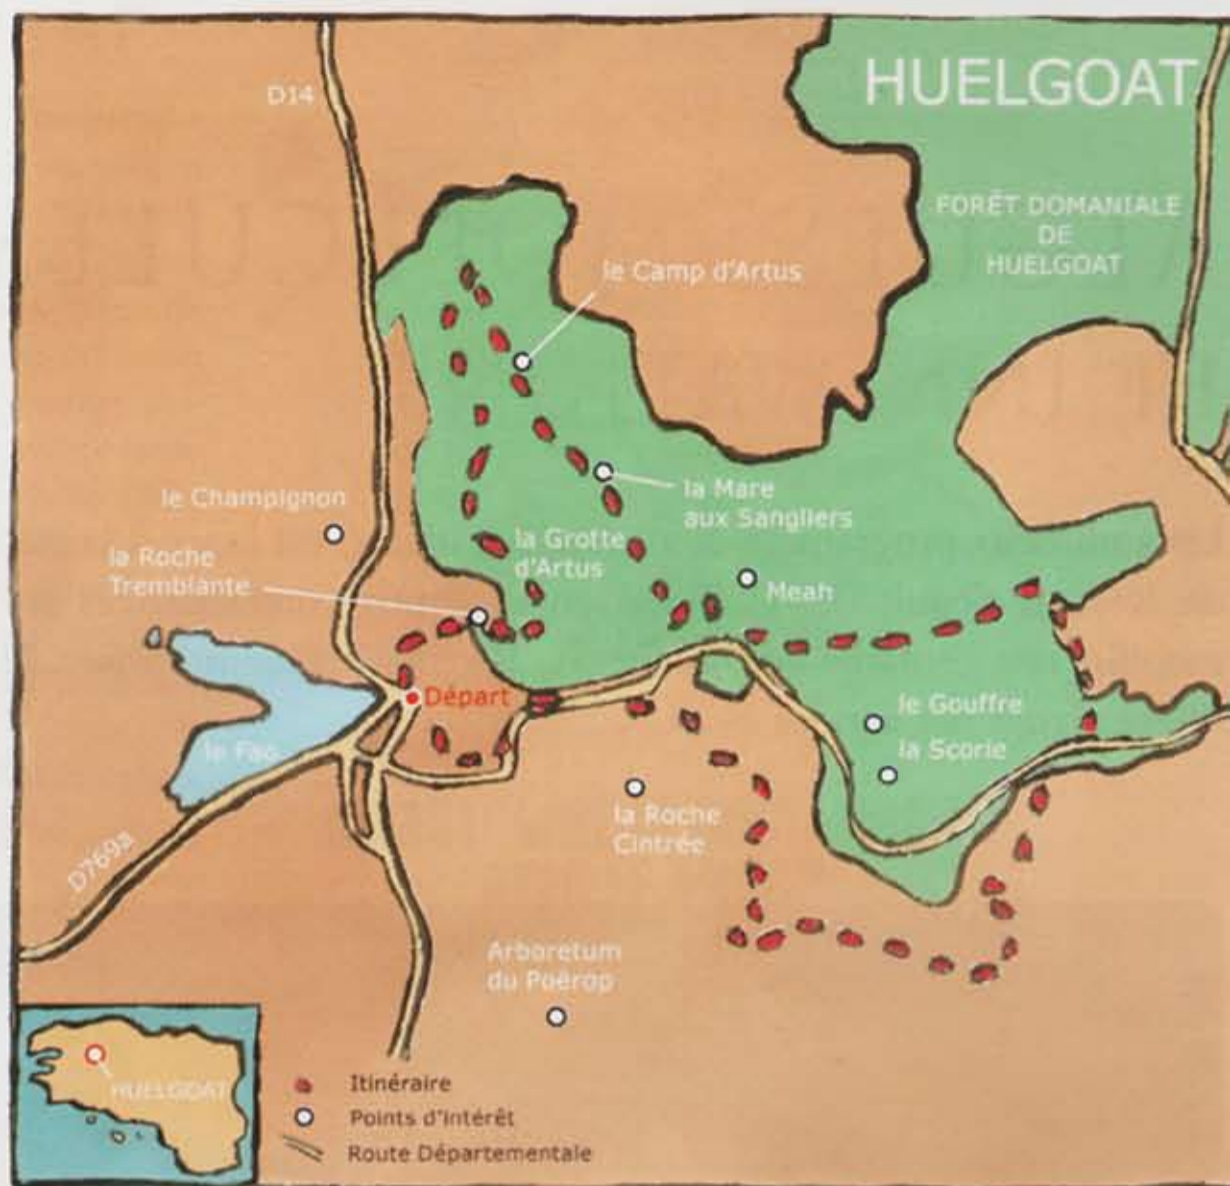 HUELGOAT
D14
FORÊT DOMANIALE
DE
HUELGOAT
le Camp d'Artus
la Mare
aux Sangliers
le Champignon
la Grotte
d'Artus
la Roche
Tremblante
Meah
Départ
le Gouffre
le Fao
la Scorie
la Roche
Cintrée
D769a
Arboretum
du Poërop
HUELGOAT
Itinéraire
Points d'Intérêt
Route Départementale